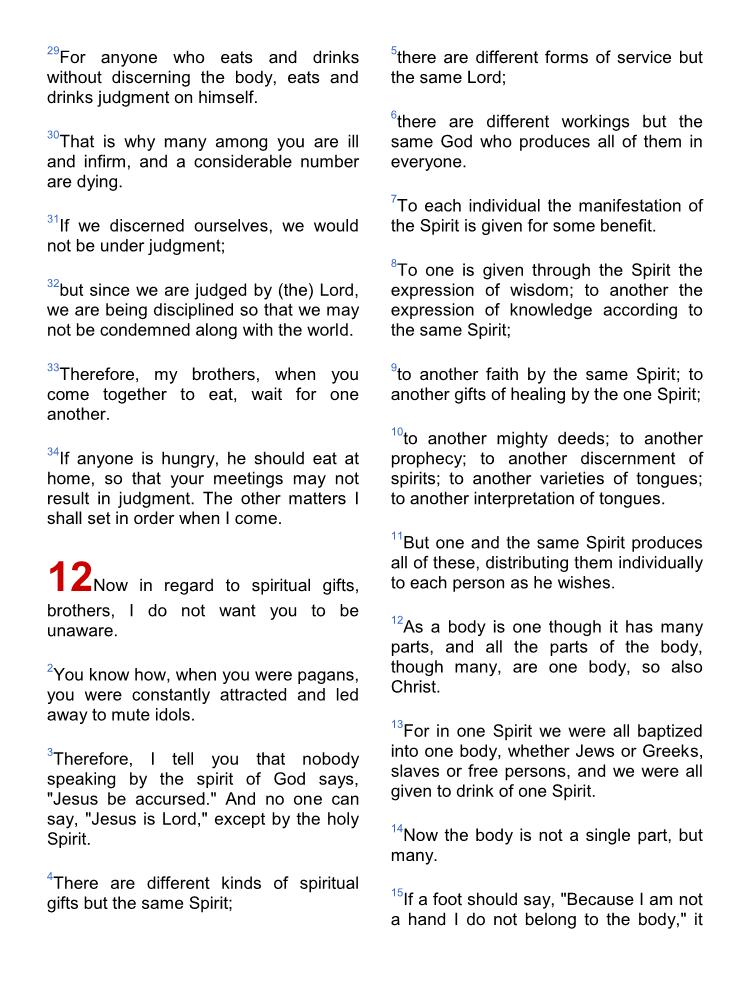 29For anyone who eats and drinks
without discerning the body, eats and
drinks judgment on himself.
30That is why many among you are ill
and infirm, and a considerable number
are dying.
31If we discerned ourselves, we would
not be under judgment;
32but since we are judged by (the) Lord,
we are being disciplined so that we may
not be condemned along with the world.
33Therefore, my brothers, when you
come together to eat, wait for one
another.
34If anyone is hungry, he should eat at
home, so that your meetings may not
result in judgment. The other matters I
shall set in order when I come.
12Now in regard to spiritual gifts,
brothers, I do not want you to be
unaware.
2You know how, when you were pagans,
you were constantly attracted and led
away to mute idols.
3Therefore, I tell you that nobody
speaking by the spirit of God says,
"Jesus be accursed." And no one can
say, "Jesus is Lord," except by the holy
Spirit.
4There are different kinds of spiritual
gifts but the same Spirit;
5there are different forms of service but
the same Lord;
6there are different workings but the
same God who produces all of them in
everyone.
7To each individual the manifestation of
the Spirit is given for some benefit.
8To one is given through the Spirit the
expression of wisdom; to another the
expression of knowledge according to
the same Spirit;
9to another faith by the same Spirit; to
another gifts of healing by the one Spirit;
10to another mighty deeds; to another
prophecy; to another discernment of
spirits; to another varieties of tongues;
to another interpretation of tongues.
11But one and the same Spirit produces
all of these, distributing them individually
to each person as he wishes.
12As a body is one though it has many
parts, and all the parts of the body,
though many, are one body, so also
Christ.
13For in one Spirit we were all baptized
into one body, whether Jews or Greeks,
slaves or free persons, and we were all
given to drink of one Spirit.
14Now the body is not a single part, but
many.
15If a foot should say, "Because I am not
a hand I do not belong to the body," it